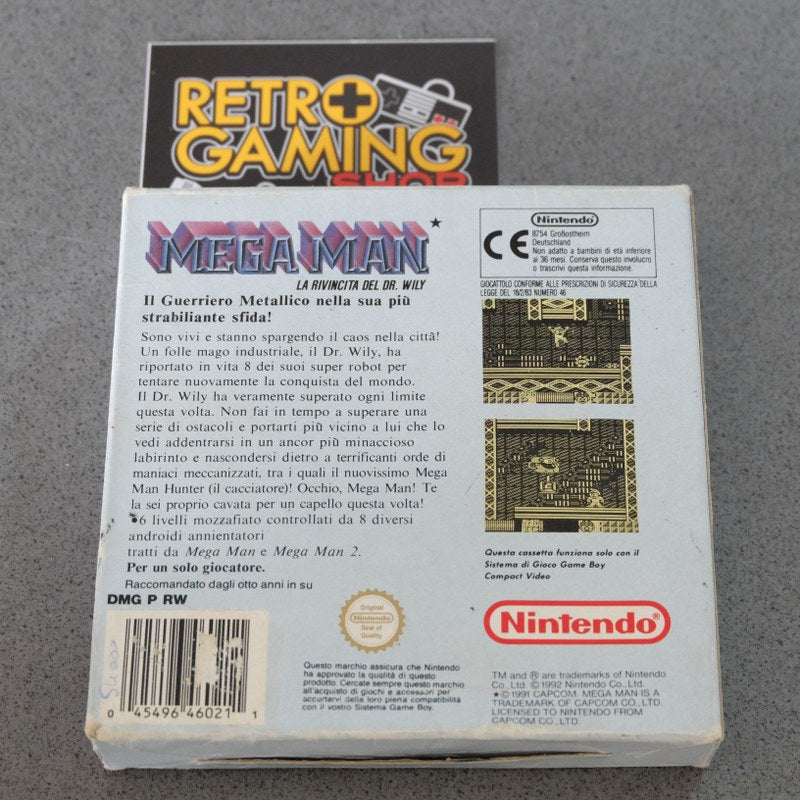 RETRO
GAMING
SHOP
MEGA MAN ★
LA RIVINCITA DEL DR. WILY
Il Guerriero Metallico nella sua più
strabiliante sfida!
Sono vivi e stanno spargendo il caos nella città!
Un folle mago industriale, il Dr. Wily, ha
riportato in vita 8 dei suoi super robot per
tentare nuovamente la conquista del mondo.
Il Dr. Wily ha veramente superato ogni limite
questa volta. Non fai in tempo a superare una
serie di ostacoli e portarti più vicino a lui che lo
vedi addentrarsi in un ancor più minaccioso
labirinto e nascondersi dietro a terrificanti orde di
maniaci meccanizzati, tra i quali il nuovissimo Mega
Man Hunter (il cacciatore)! Occhio, Mega Man! Te
la sei proprio cavata per un capello questa volta!
•6 livelli mozzafiato controllati da 8 diversi
androidi annientatori
tratti da Mega Man e Mega Man 2.
Per un solo giocatore.
Raccomandato dagli otto anni in su
DMG P RW
0 45496 46021 1
Original
Nintendo
Seal of
Quality
Questo marchio assicura che Nintendo
ha approvato la qualità di questo
prodotto. Cercate sempre questo marchio
all'acquisto di giochi e accessori per
accertarvi della loro piena compatibilità
con il vostro Sistema Game Boy.
Nintendo
CE
8754 Großostheim
Deutschland
Non adatto a bambini di età inferiore
ai 36 mesi. Conserva questo involucro
o trascrivi questa informazione.
GIOCATTOLO CONFORME ALLE PRESCRIZIONI DI SICUREZZA DELLA
LEGGE DEL 18/2/83 NUMERO 46
Questa cassetta funziona solo con il
Sistema di Gioco Game Boy
Compact Video
Nintendo®
TM and ® are trademarks of Nintendo
Co., Ltd. © 1992 Nintendo Co., Ltd.
★© 1991 CAPCOM. MEGA MAN IS A
TRADEMARK OF CAPCOM CO., LTD.
LICENSED TO NINTENDO FROM
CAPCOM CO., LTD.